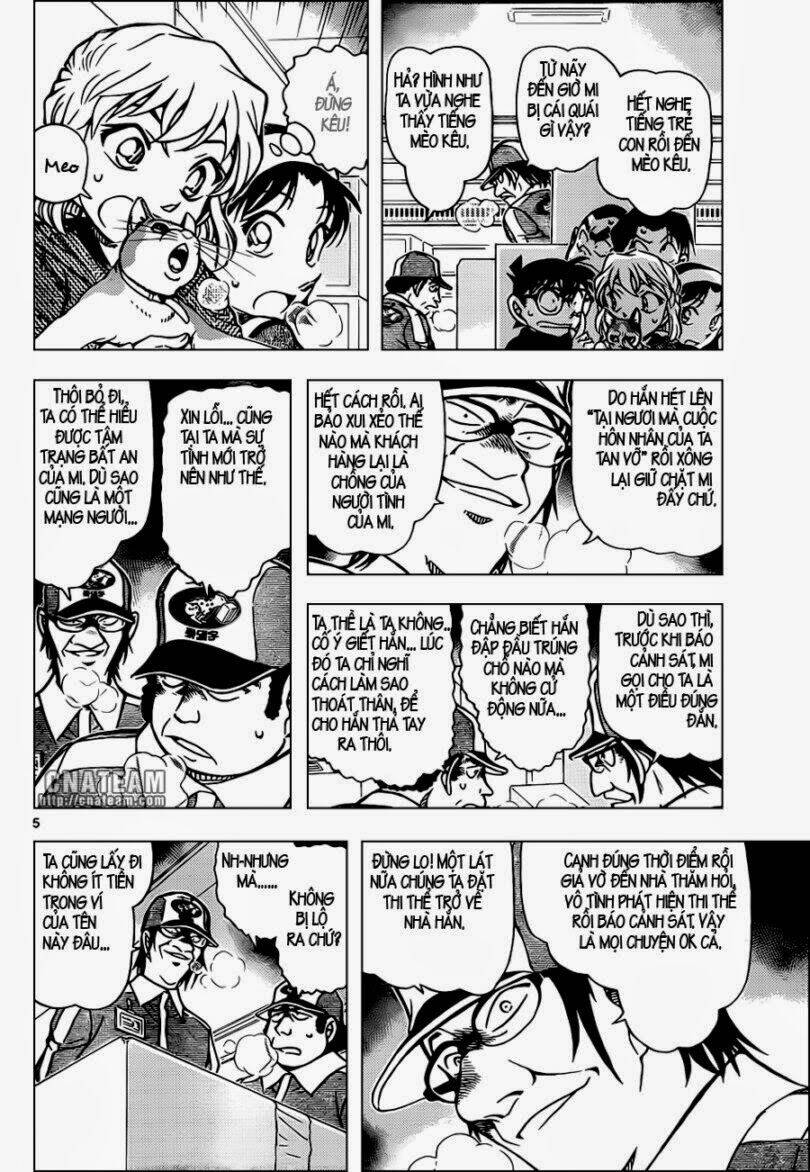 HẾT NGHE
TIẾNG TRẺ
CON RỒI ĐẾN
MÈO KÊU.
TỪ NÃY
ĐẾN GIỜ MI
BỊ CÁI QUÁI
GÌ VẬY?
HẢ? HÌNH NHƯ
TA VỪA NGHE
THẤY TIẾNG
MÈO KÊU.
Á,
ĐỪNG
KÊU!
Meo
DO HẮN HÉT LÊN
"TẠI NGƯƠI MÀ CUỘC
HÔN NHÂN CỦA TA
TAN VỠ" RỒI XÔNG
LẠI GIỮ CHẶT MI
ĐẤY CHỨ.
HẾT CÁCH RỒI. AI
BẢO XUI XẺO THẾ
NÀO MÀ KHÁCH
HÀNG LẠI LÀ
CHỒNG CỦA
NGƯỜI TÌNH
CỦA MI.
XIN LỖI... CŨNG
TẠI TA MÀ SỰ
TÌNH MỚI TRỞ
NÊN NHƯ THẾ.
THÔI BỎ ĐI,
TA CÓ THỂ HIỂU
ĐƯỢC TÂM
TRẠNG BẤT AN
CỦA MI. DÙ SAO
CŨNG LÀ MỘT
MẠNG NGƯỜI...
DÙ SAO THÌ,
TRƯỚC KHI BÁO
CẢNH SÁT, MI
GỌI CHO TA LÀ
MỘT ĐIỀU ĐÚNG
ĐẮN.
CHẲNG BIẾT HẮN
ĐẬP ĐẦU TRÚNG
CHỖ NÀO MÀ
KHÔNG CỬ
ĐỘNG NỮA...
TA THỀ LÀ TA KHÔNG..
CỐ Ý GIẾT HẮN... LÚC
ĐÓ TA CHỈ NGHĨ
CÁCH LÀM SAO
THOÁT THÂN, ĐỂ
CHO HẮN THẢ TAY
RA THÔI.
CNATEAM
http://cnateam.com
5
CANH ĐÚNG THỜI ĐIỂM RỒI
GIẢ VỜ ĐẾN NHÀ THĂM HỎI,
VÔ TÌNH PHÁT HIỆN THI THỂ
RỒI BÁO CẢNH SÁT. VẬY
LÀ MỌI CHUYỆN OK CẢ.
ĐỪNG LO! MỘT LÁT
NỮA CHÚNG TA ĐẶT
THI THỂ TRỞ VỀ
NHÀ HẮN.
KHÔNG
BỊ LỘ
RA CHỨ?
NH-NHƯNG
MÀ......
TA CŨNG LẤY ĐI
KHÔNG ÍT TIỀN
TRONG VÍ
CỦA TÊN
NÀY ĐÂU...